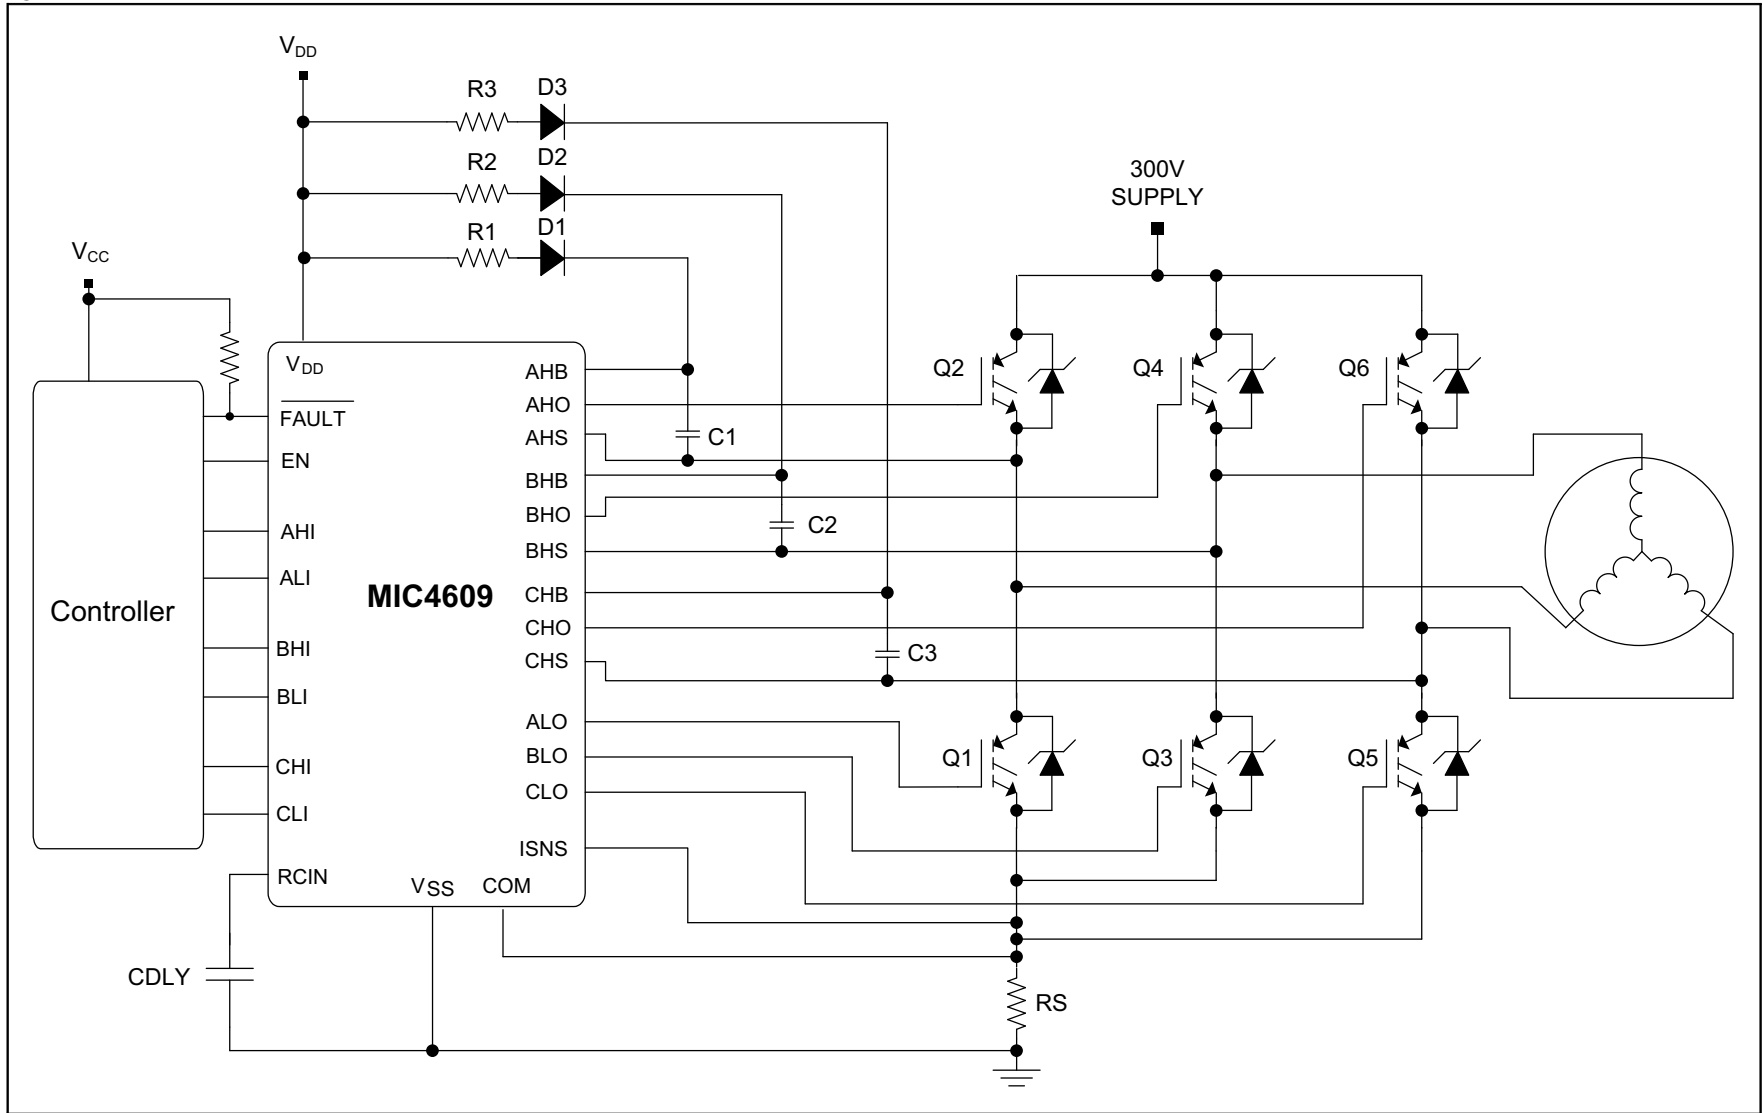 VDD
R3
D3
R2
D2
R1
D1
300V
SUPPLY
VCC
VDD
FAULT
EN
AHI
ALI
BHI
BLI
CHI
CLI
RCIN
Controller
MIC4609
AHB
AHO
AHS
BHB
BHO
BHS
CHB
CHO
CHS
ALO
BLO
CLO
ISNS
VSS
COM
C1
C2
C3
Q2
Q4
Q6
Q1
Q3
Q5
CDLY
RS